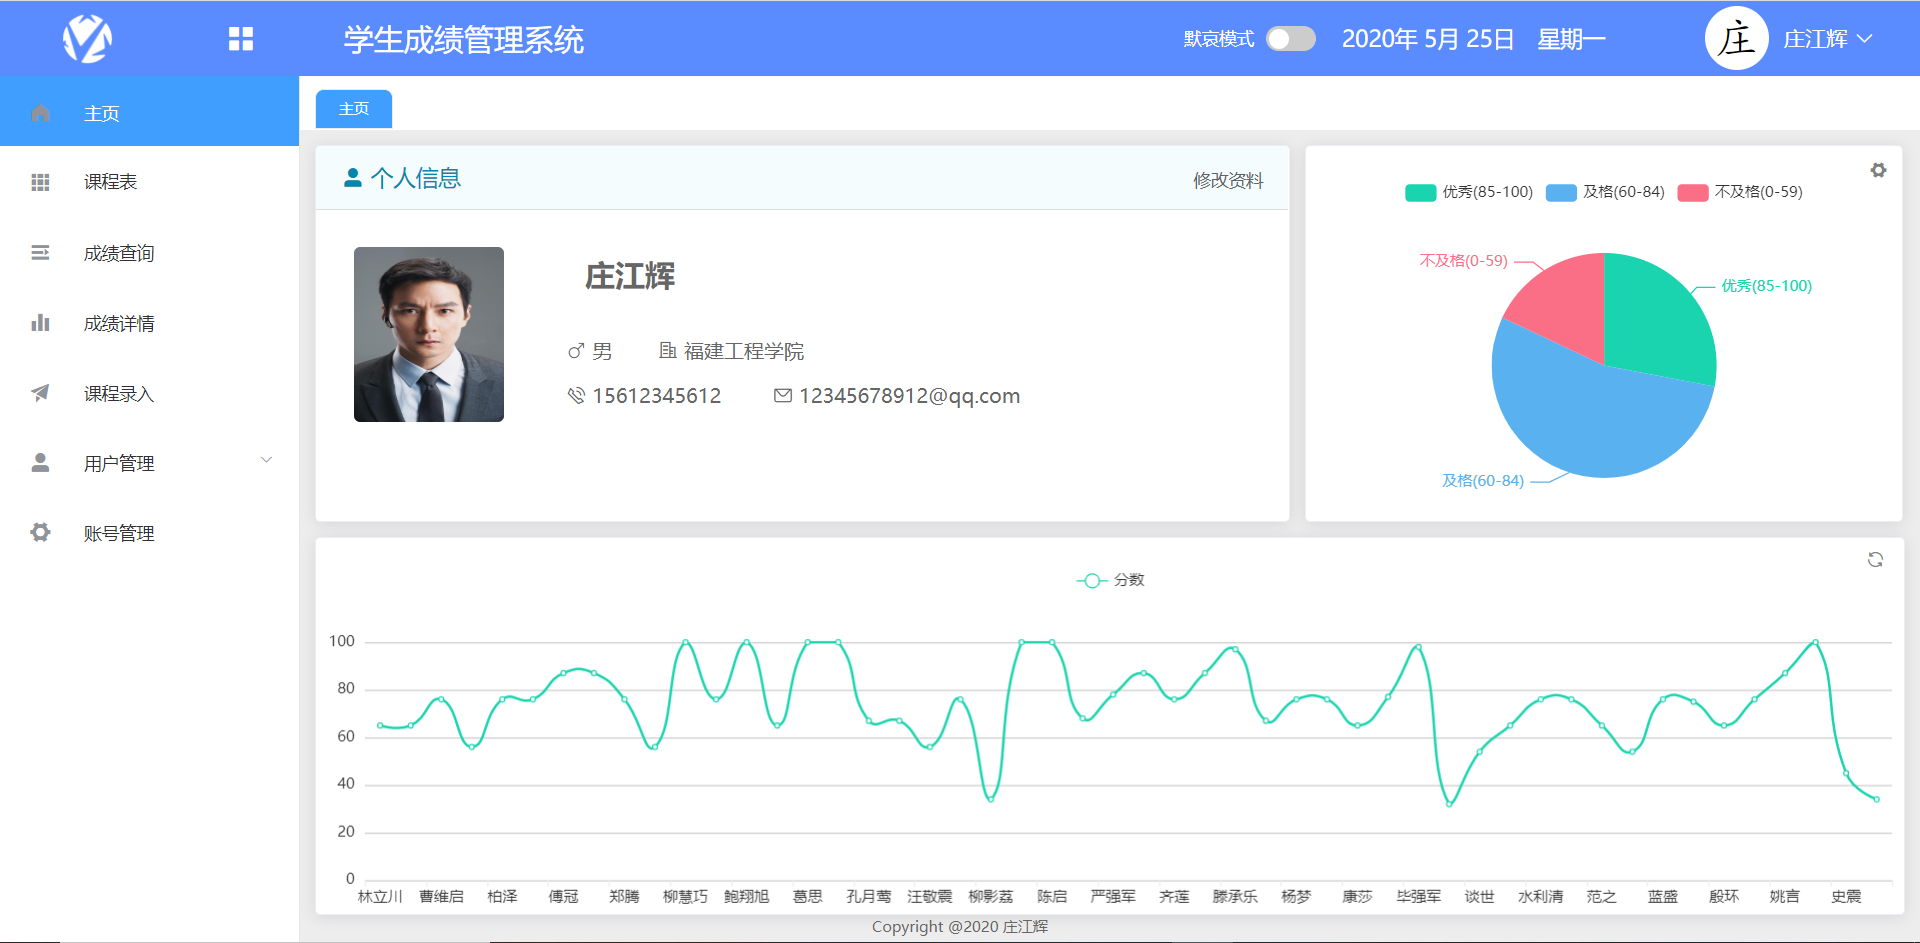 学生成绩管理系统
默哀模式
2020年 5月 25日 星期一
庄
庄江辉
主页
课程表
成绩查询
成绩详情
课程录入
用户管理
账号管理
主页
个人信息
修改资料
庄江辉
男
福建工程学院
15612345612
12345678912@qq.com
优秀(85-100)
及格(60-84)
不及格(0-59)
不及格(0-59)
优秀(85-100)
及格(60-84)
分数
100
80
60
40
20
0
林立川
曹维启
柏泽
傅冠
郑腾
柳慧巧
鲍翔旭
葛思
孔月莺
汪敬震
柳影荔
陈启
严强军
齐莲
滕承乐
杨梦
康莎
毕强军
谈世
水利清
范之
蓝盛
殷环
姚言
史震
Copyright @2020 庄江辉